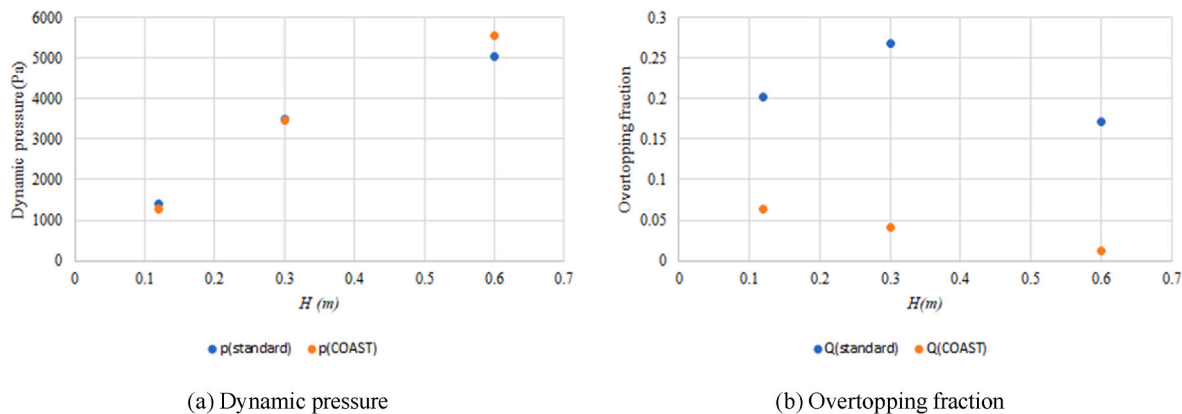 6000
5000
4000
3000
2000
1000
0
Dynamic pressure(Pa)
0 0.1 0.2 0.3 0.4 0.5 0.6 0.7
H (m)
p(standard) p(COAST)
(a) Dynamic pressure
0.3
0.25
0.2
0.15
0.1
0.05
0
Overtopping fraction
0 0.1 0.2 0.3 0.4 0.5 0.6 0.7
H(m)
Q(standard) Q(COAST)
(b) Overtopping fraction